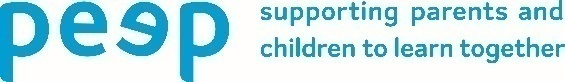 peep
supporting parents and
children to learn together